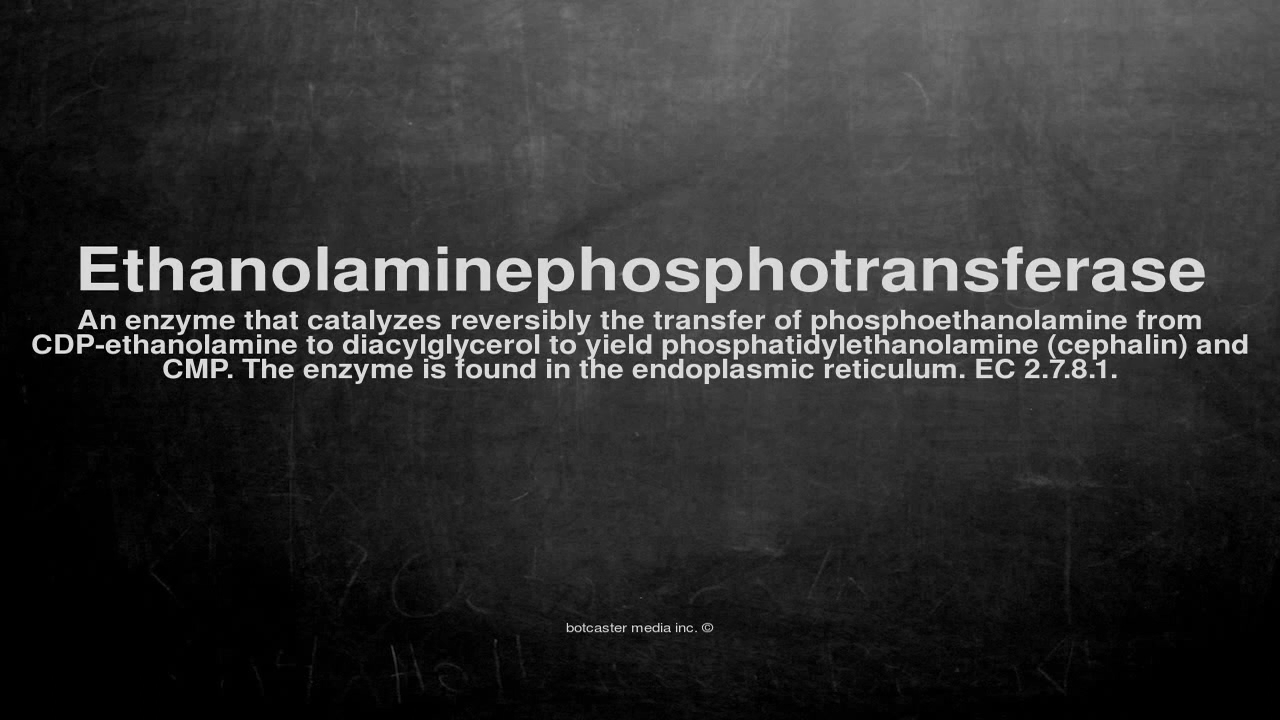 Ethanolaminephosphotransferase
An enzyme that catalyzes reversibly the transfer of phosphoethanolamine from
CDP-ethanolamine to diacylglycerol to yield phosphatidylethanolamine (cephalin) and
CMP. The enzyme is found in the endoplasmic reticulum. EC 2.7.8.1.
botcaster media inc. ©